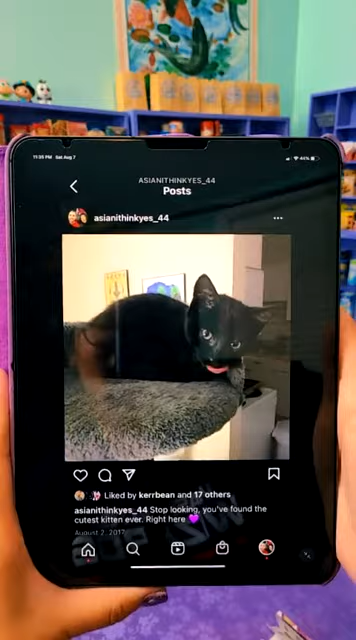 11:35 PM Sat Aug 7
44%
ASIANITHINKYES_44
Posts
asianithinkyes_44
Liked by kerrbean and 17 others
asianithinkyes_44 Stop looking, you've found the
cutest kitten ever. Right here 💜
August 2, 2017